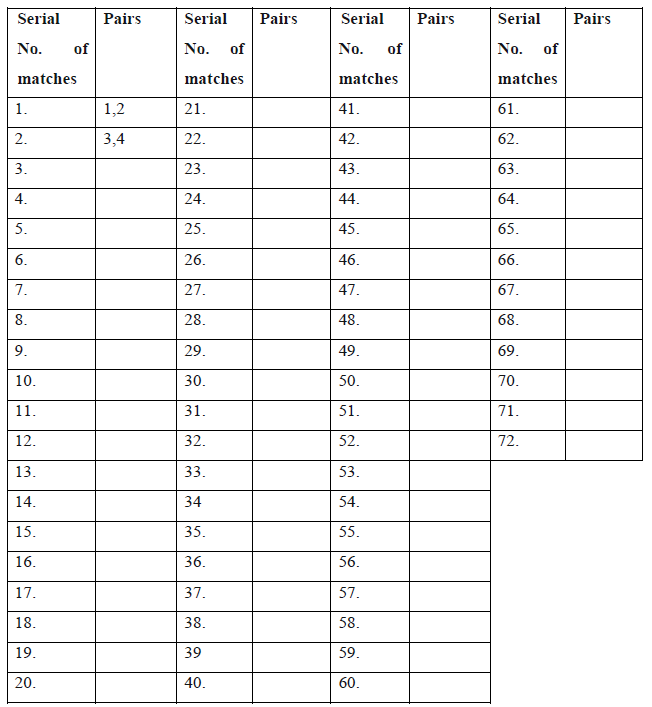 Serial Pairs Serial Pairs Serial Pairs Serial Pairs
No. of No. of No. of No. of
matches matches matches matches
1. 1,2 21. 41. 61.
2. 3,4 22. 42. 62.
3. 23. 43. 63.
4. 24. 44. 64.
5. 25. 45. 65.
6. 26. 46. 66.
7. 27. 47. 67.
8. 28. 48. 68.
9. 29. 49. 69.
10. 30. 50. 70.
11. 31. 51. 71.
12. 32. 52. 72.
13. 33. 53.
14. 34 54.
15. 35. 55.
16. 36. 56.
17. 37. 57.
18. 38. 58.
19. 39 59.
20. 40. 60.